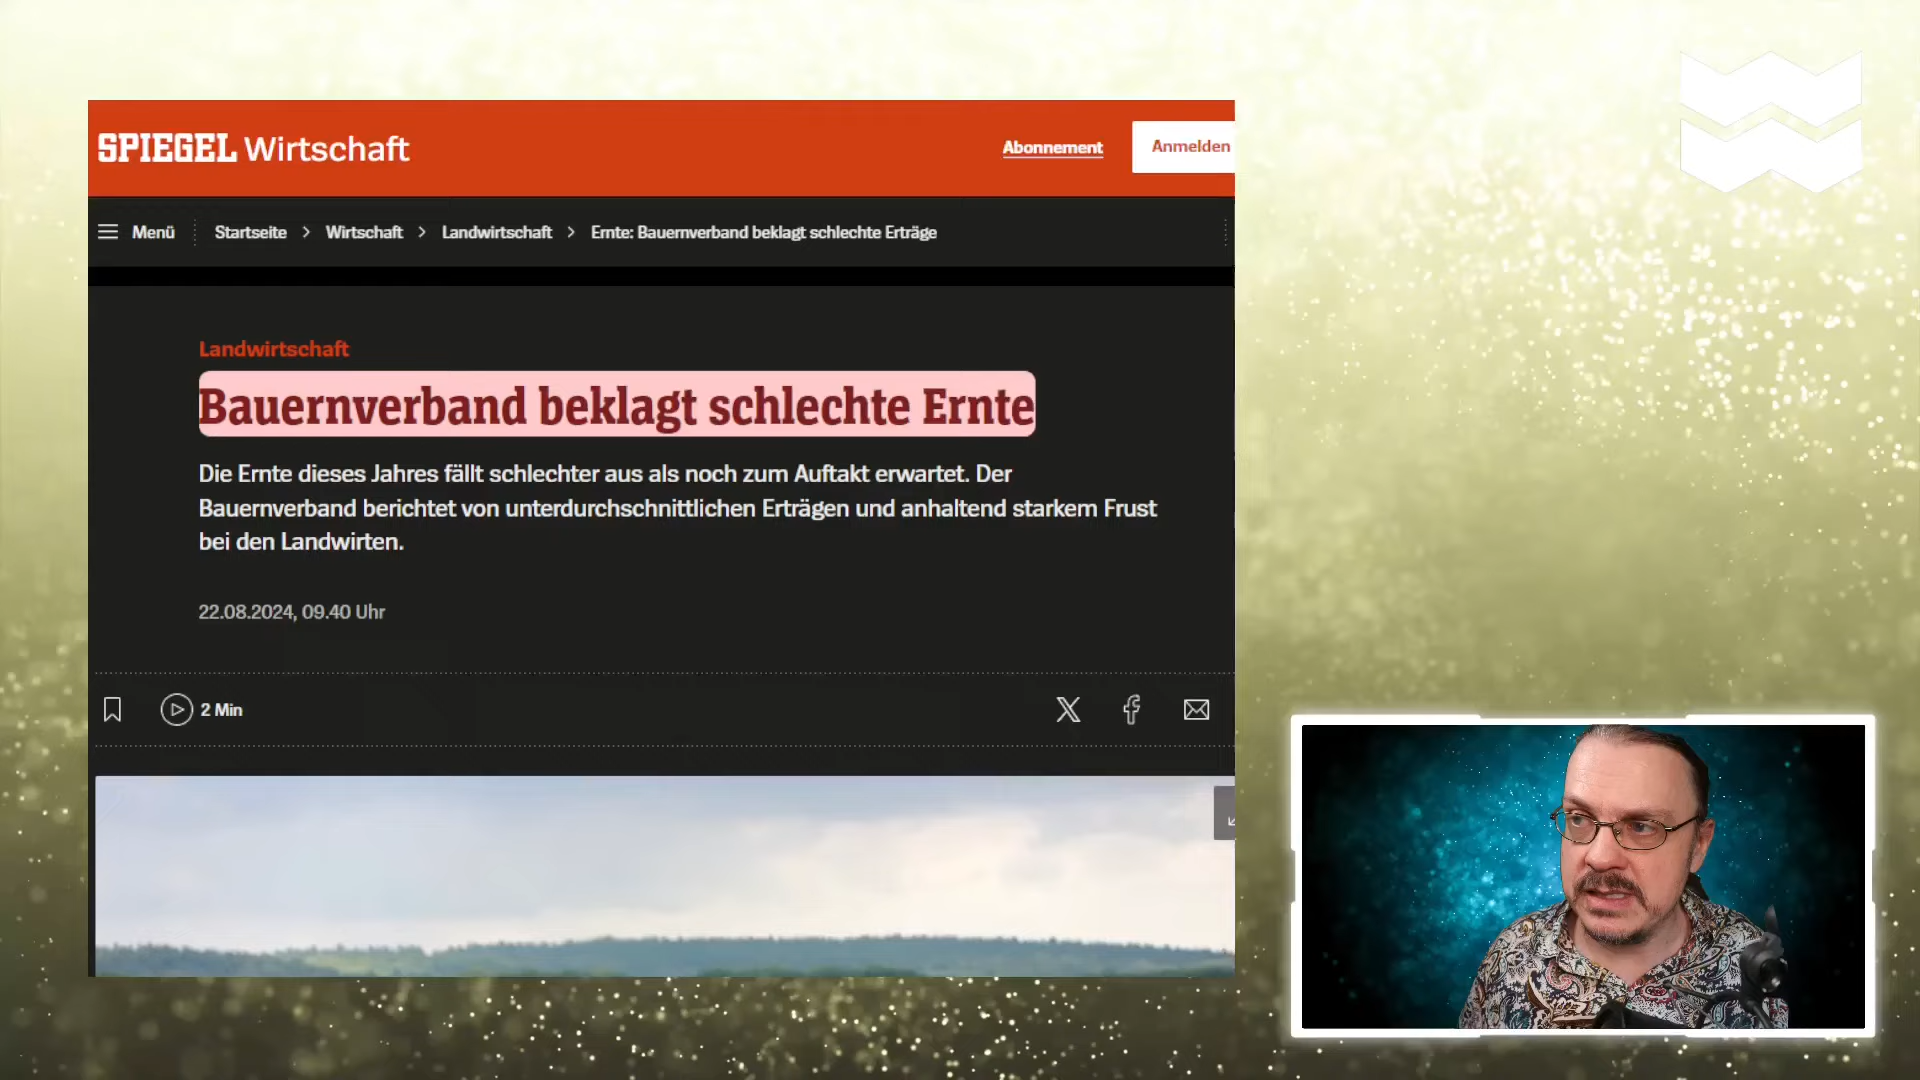 SPIEGEL Wirtschaft
Abonnement
Anmelden
Menü
Startseite > Wirtschaft > Landwirtschaft > Ernte: Bauernverband beklagt schlechte Erträge
Landwirtschaft
Bauernverband beklagt schlechte Ernte
Die Ernte dieses Jahres fällt schlechter aus als noch zum Auftakt erwartet. Der
Bauernverband berichtet von unterdurchschnittlichen Erträgen und anhaltend starkem Frust
bei den Landwirten.
22.08.2024, 09.40 Uhr
2 Min